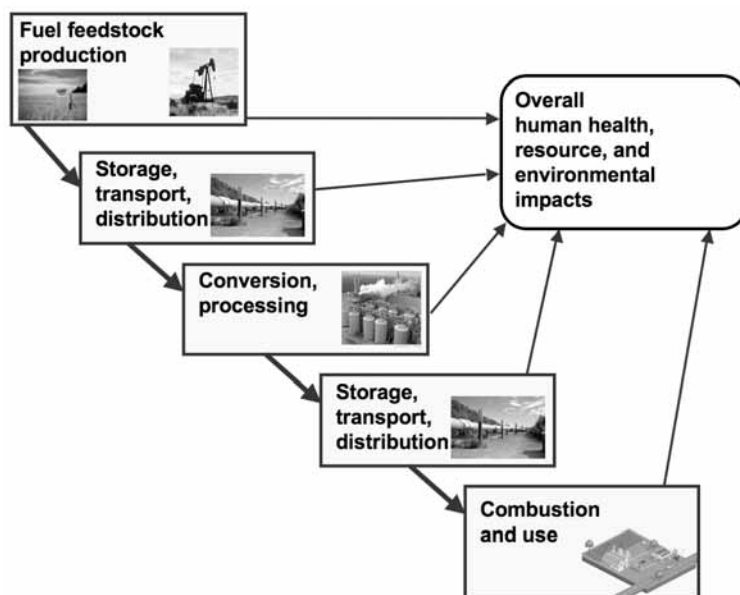 Fuel feedstock
production
Overall
human health,
resource, and
environmental
impacts
Storage,
transport,
distribution
Conversion,
processing
Storage,
transport,
distribution
Combustion
and use